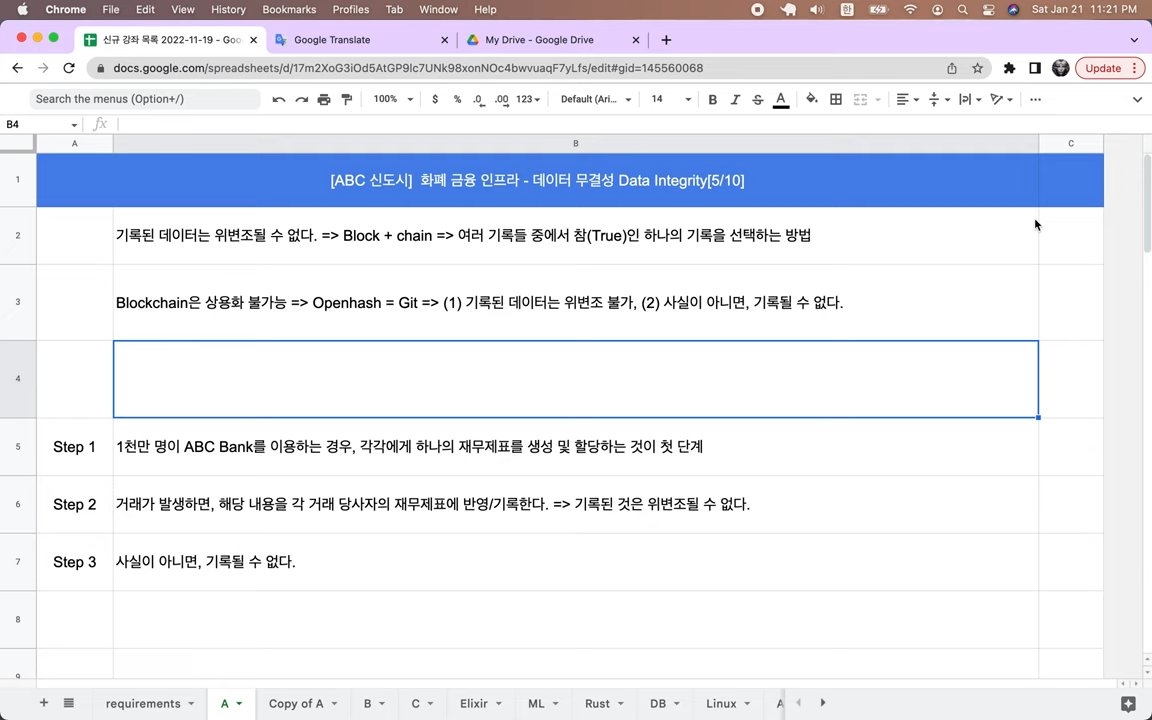 Chrome File Edit View History Bookmarks Profiles Tab Window Help 한 Sat Jan 21 11:21 PM
신규 강좌 목록 2022-11-19 - Goo Google Translate My Drive - Google Drive
docs.google.com/spreadsheets/d/17m2XoG3iOd5AtGP9lc7UNk98xonNOc4bwvuaqF7yLfs/edit#gid=145560068 Update
Search the menus (Option+/) 100% $ % .0 .00 123 Default (Ari... 14 B I S A
B4 fx
A B C
1 [ABC 신도시] 화폐 금융 인프라 - 데이터 무결성 Data Integrity[5/10]
2 기록된 데이터는 위변조될 수 없다. => Block + chain => 여러 기록들 중에서 참(True)인 하나의 기록을 선택하는 방법
3 Blockchain은 상용화 불가능 => Openhash = Git => (1) 기록된 데이터는 위변조 불가, (2) 사실이 아니면, 기록될 수 없다.
4
5 Step 1 1천만 명이 ABC Bank를 이용하는 경우, 각각에게 하나의 재무제표를 생성 및 할당하는 것이 첫 단계
6 Step 2 거래가 발생하면, 해당 내용을 각 거래 당사자의 재무제표에 반영/기록한다. => 기록된 것은 위변조될 수 없다.
7 Step 3 사실이 아니면, 기록될 수 없다.
8
9
requirements A Copy of A B C Elixir ML Rust DB Linux